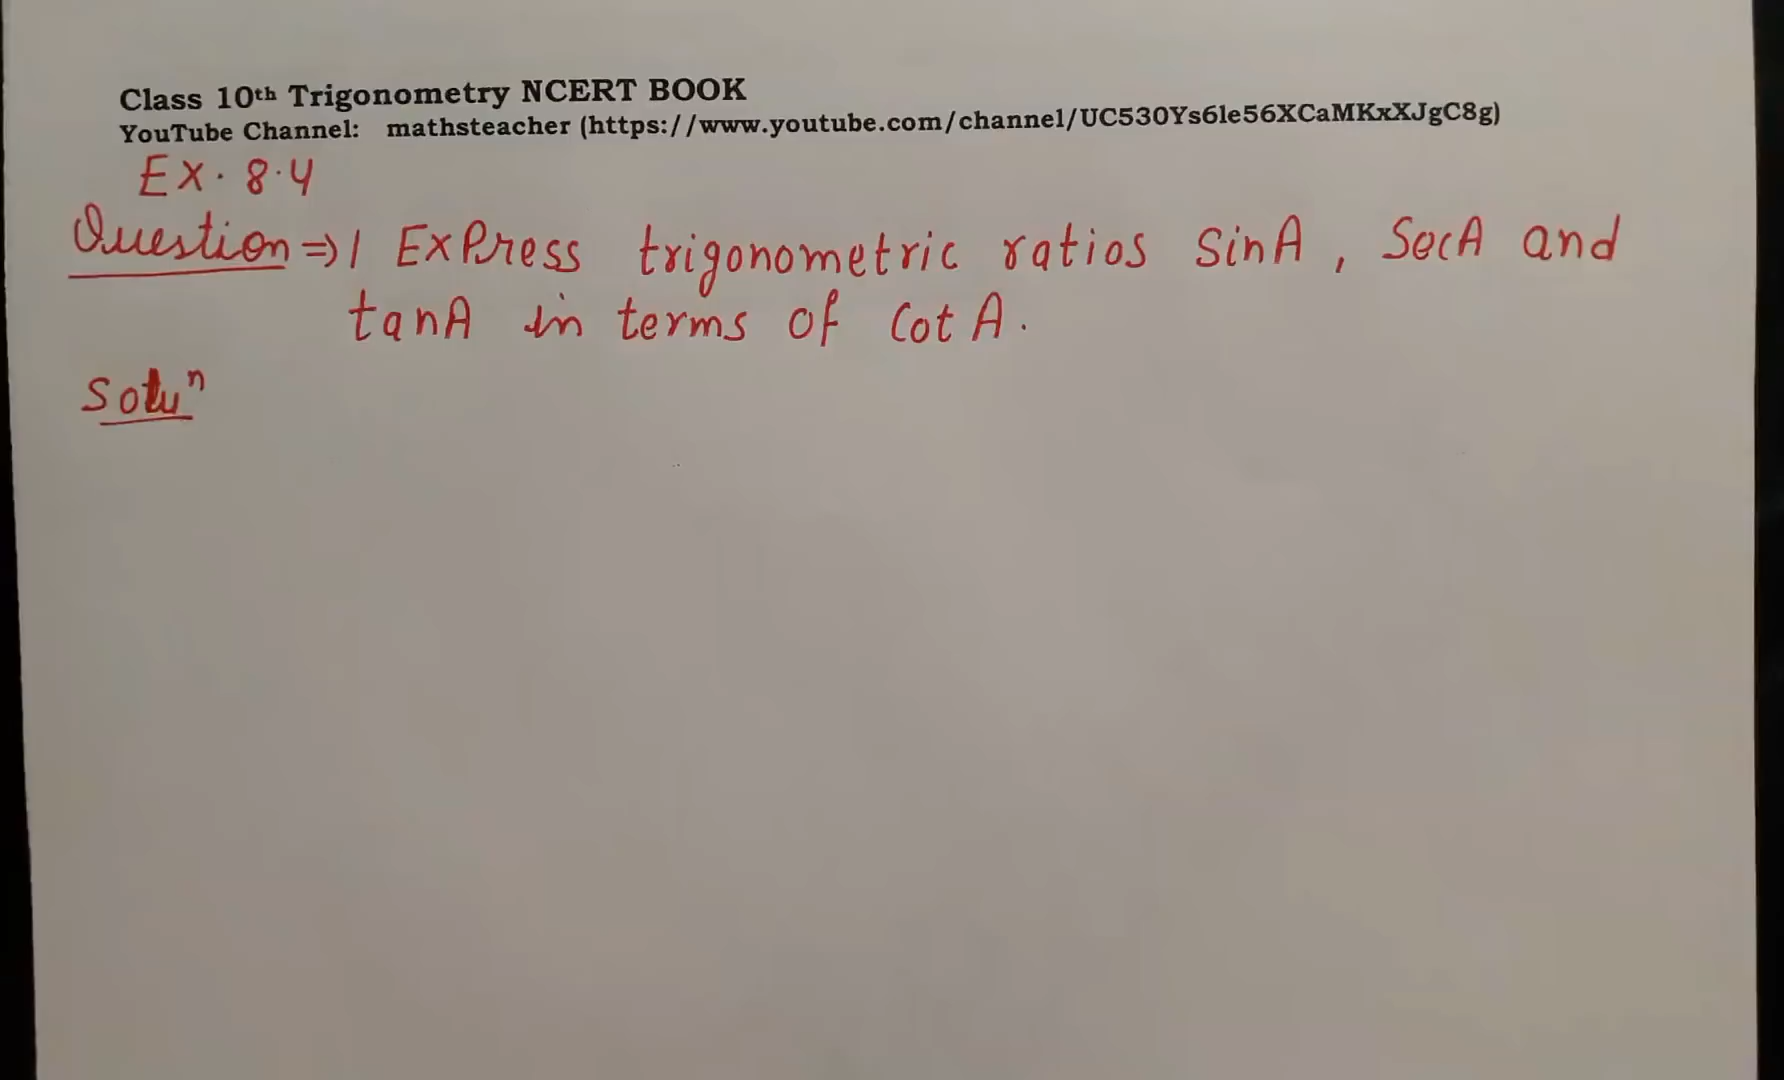 Class 10th Trigonometry NCERT BOOK
YouTube Channel: mathsteacher (https://www.youtube.com/channel/UC530Ys6le56XCaMKxXJgC8g)
EX. 8.4
Question ⇒ 1 Express trigonometric ratios SinA, SecA and
tanA in terms of Cot A.
Soluⁿ